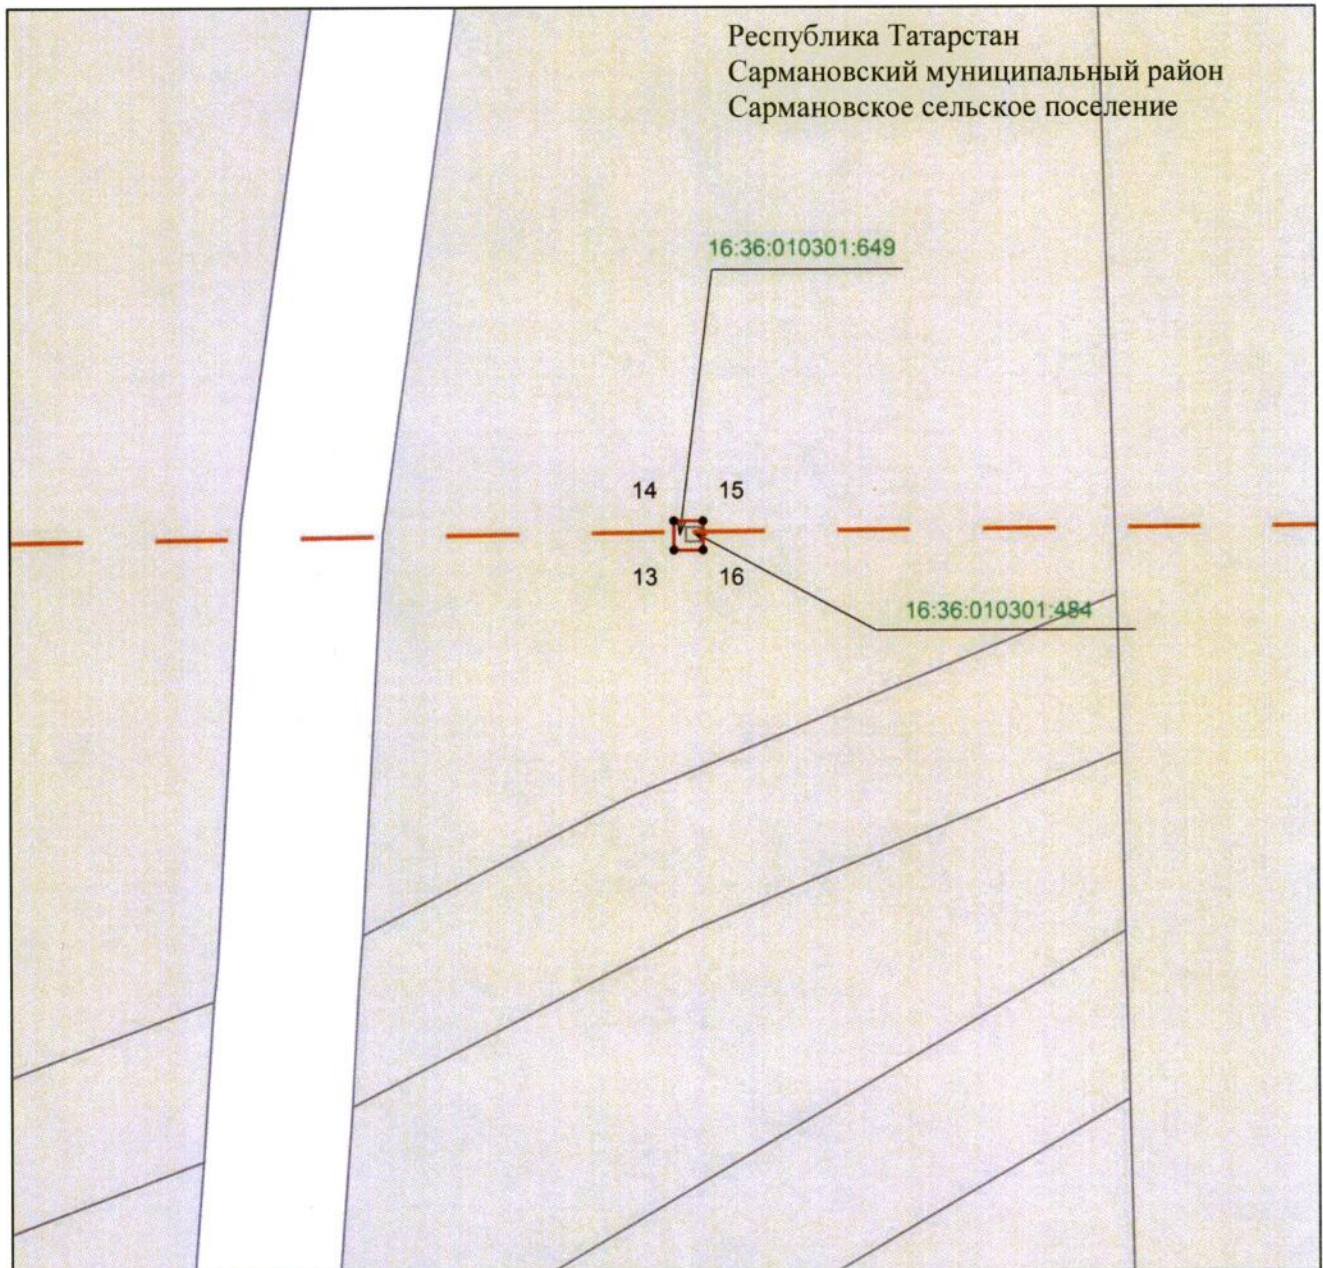 Республика Татарстан
Сармановский муниципальный район
Сармановское сельское поселение
16:36:010301:649
14 15
13 16
16:36:010301:484